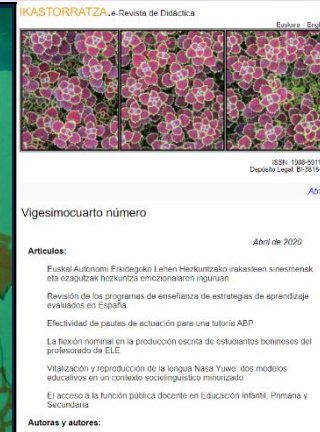 IKASTORRATZA. e-Revista de Didáctica
Euskara Engl
ISSN: 1988-5911
Depósito Legal: BI-3615-
Abr
Vigesimocuarto número
Abril de 2020
Artículos:
Euskal Autonomi Erkidegoko Lehen Hezkuntzako irakasleen sinesmenak
eta ezagutzak hezkuntza emozionalaren inguruan
Revisión de los programas de enseñanza de estrategias de aprendizaje
evaluados en España
Efectividad de pautas de actuación para una tutoría ABP
La flexión nominal en la producción escrita de estudiantes benineses del
profesorado de ELE
Vitalización y reproducción de la lengua Nasa Yuwe: dos modelos
educativos en un contexto sociolingüístico minorizado
El acceso a la función pública docente en Educación Infantil, Primaria y
Secundaria
Autoras y autores: